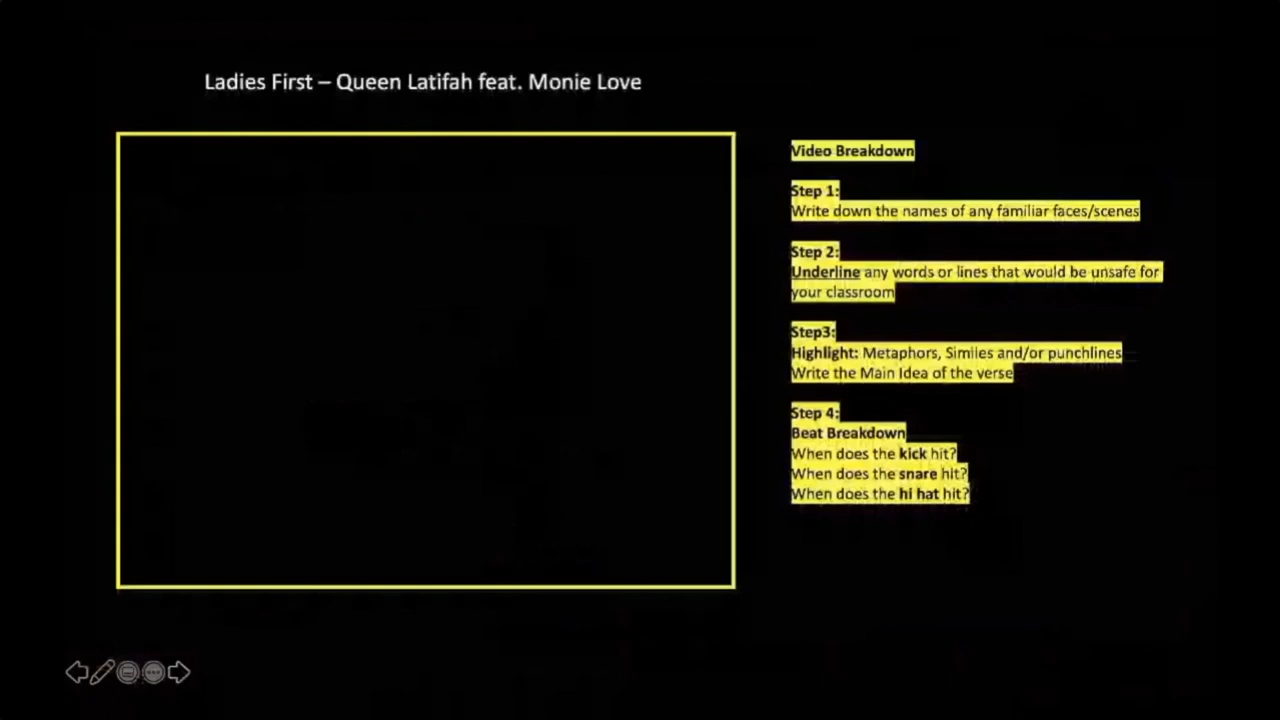 Ladies First – Queen Latifah feat. Monie Love
Video Breakdown
Step 1:
Write down the names of any familiar faces/scenes
Step 2:
Underline any words or lines that would be unsafe for
your classroom
Step3:
Highlight: Metaphors, Similes and/or punchlines
Write the Main Idea of the verse
Step 4:
Beat Breakdown
When does the kick hit?
When does the snare hit?
When does the hi hat hit?